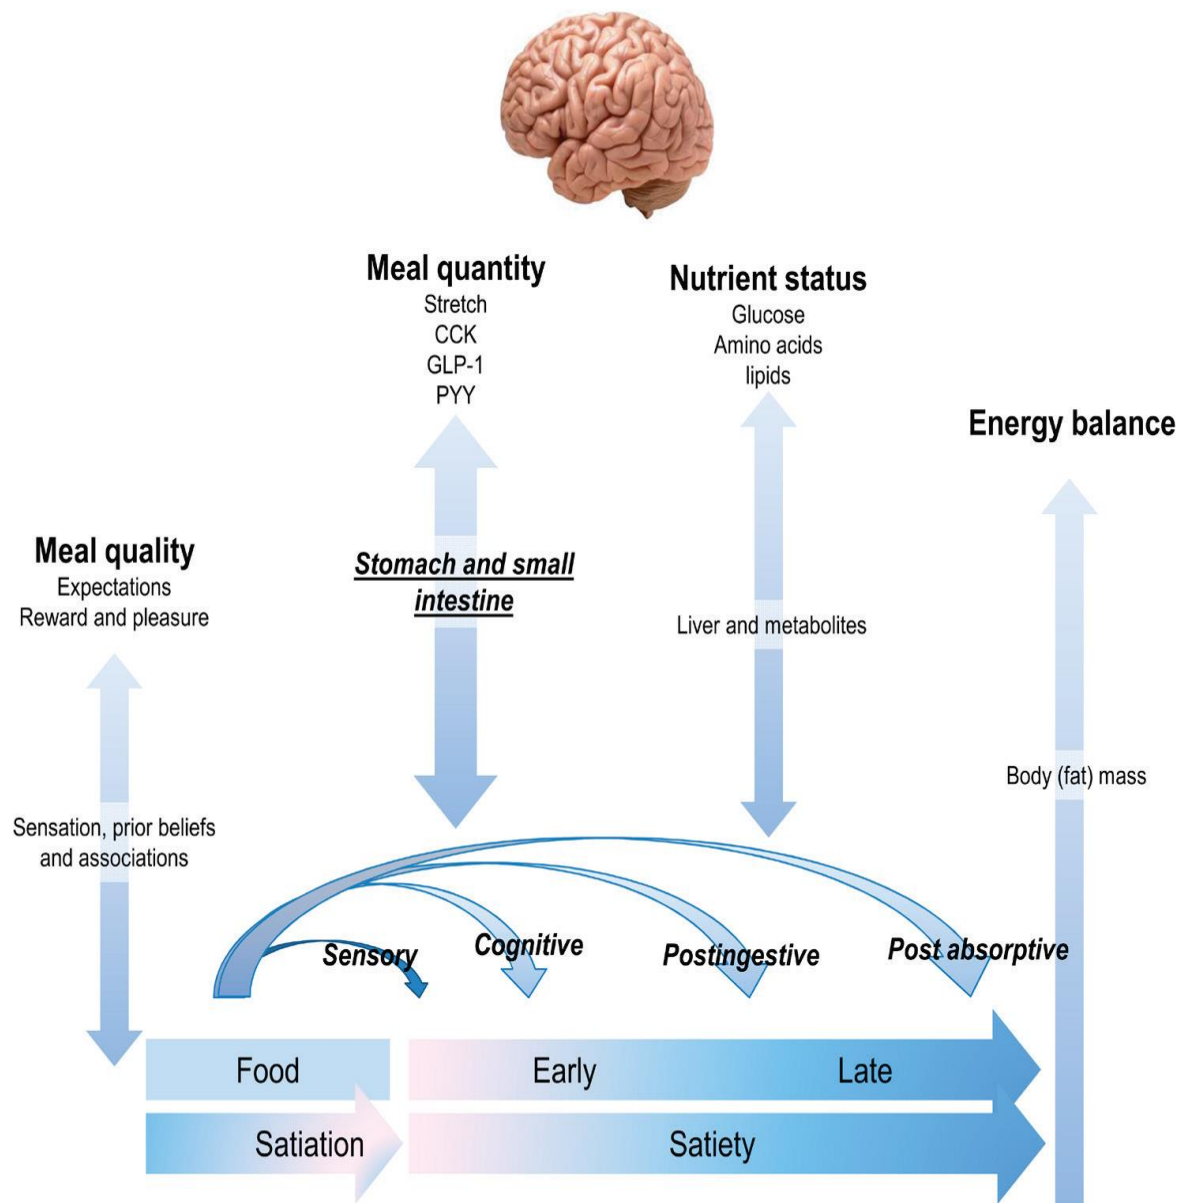 Meal quantity
Stretch
CCK
GLP-1
PYY
Nutrient status
Glucose
Amino acids
lipids
Energy balance
Meal quality
Expectations
Reward and pleasure
Stomach and small
intestine
Liver and metabolites
Body (fat) mass
Sensation, prior beliefs
and associations
Sensory
Cognitive
Postingestive
Post absorptive
Food
Early
Late
Satiation
Satiety